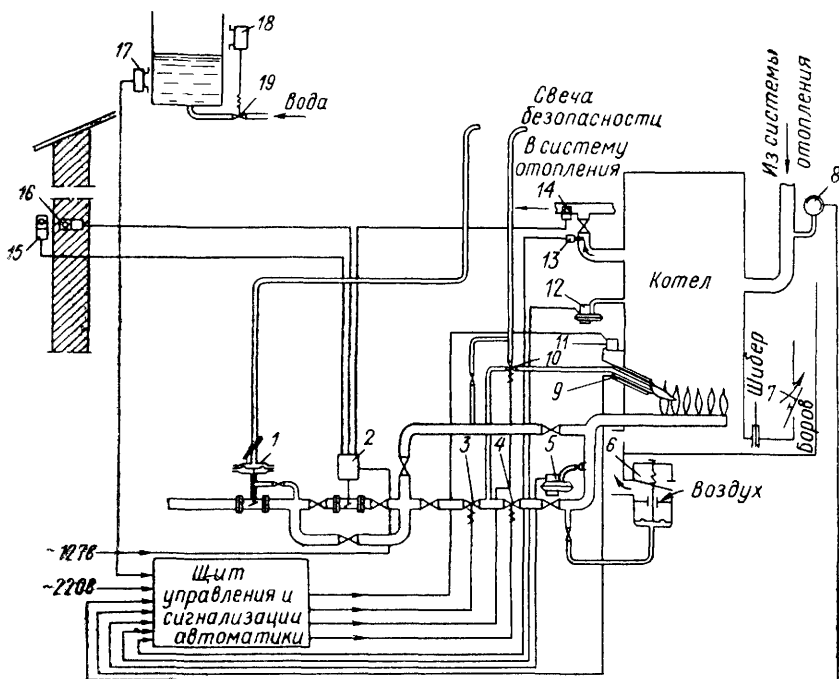 17
18
19
Вода
Свеча
безопасности
В систему
отопления
Из системы
отопления
8
14
16
15
13
Котел
12
11
10
9
Шибер
7
Боров
1
2
3
4
5
6
Воздух
~127в
~220в
Щит
управления и
сигнализации
автоматики